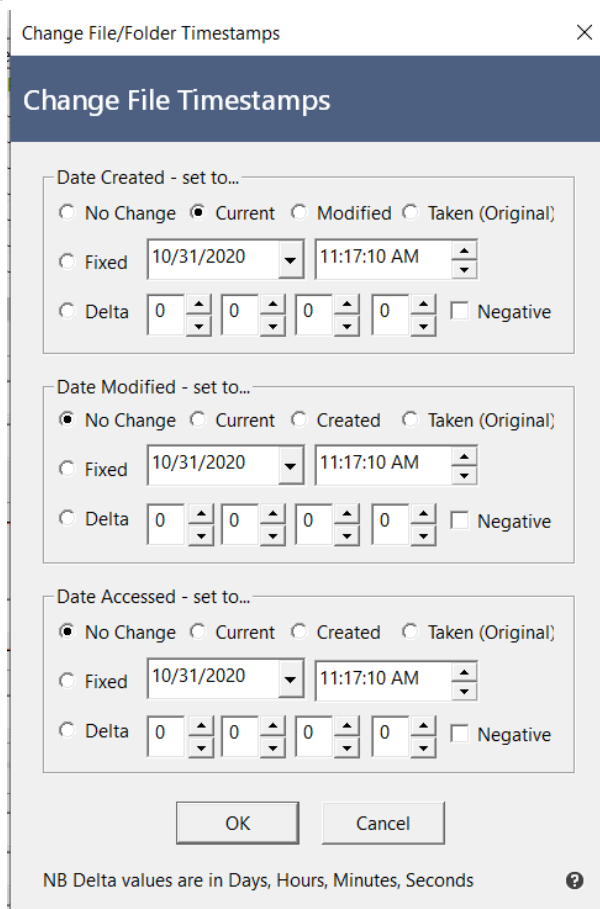 Change File/Folder Timestamps
Change File Timestamps
Date Created - set to...
No Change Current Modified Taken (Original)
Fixed 10/31/2020 11:17:10 AM
Delta 0 0 0 0 Negative
Date Modified - set to...
No Change Current Created Taken (Original)
Fixed 10/31/2020 11:17:10 AM
Delta 0 0 0 0 Negative
Date Accessed - set to...
No Change Current Created Taken (Original)
Fixed 10/31/2020 11:17:10 AM
Delta 0 0 0 0 Negative
OK Cancel
NB Delta values are in Days, Hours, Minutes, Seconds ?